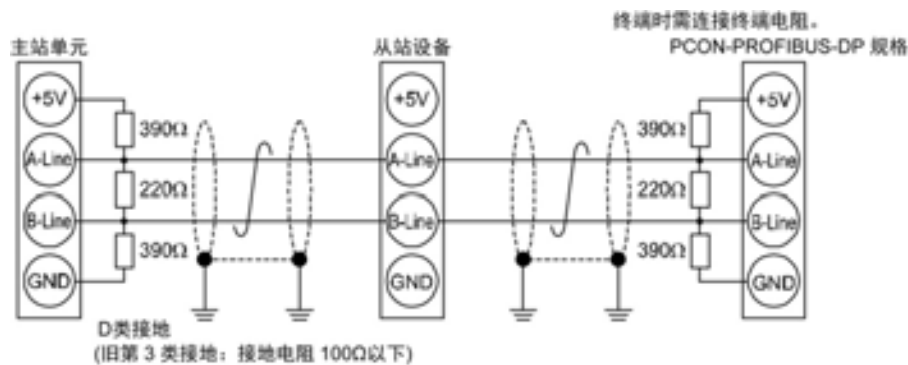 终端时需连接终端电阻。
主站单元
从站设备
PCON-PROFIBUS-DP 规格
+5V
A-Line
B-Line
GND
390Ω
220Ω
390Ω
+5V
A-Line
B-Line
GND
390Ω
220Ω
390Ω
+5V
A-Line
B-Line
GND
D类接地
(旧第 3 类接地：接地电阻 100Ω以下)